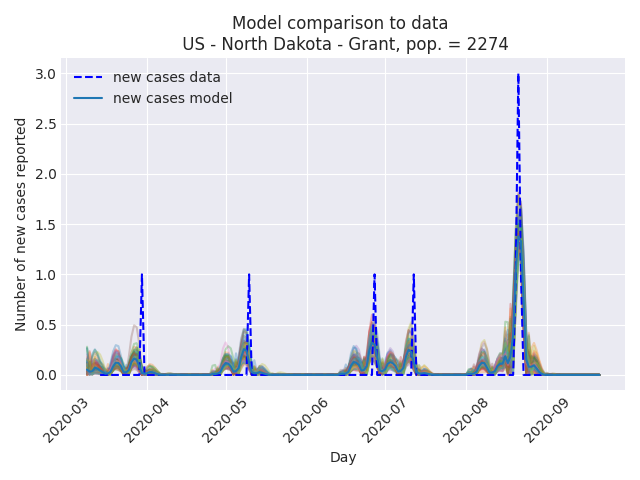 Model comparison to data
US - North Dakota - Grant, pop. = 2274
new cases data
new cases model
Number of new cases reported
3.0
2.5
2.0
1.5
1.0
0.5
0.0
2020-03
2020-04
2020-05
2020-06
2020-07
2020-08
2020-09
Day